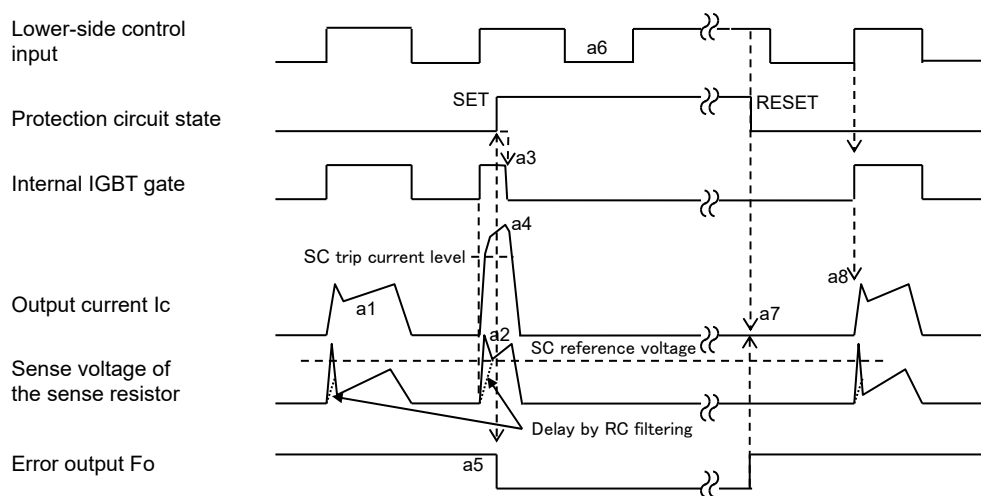 Lower-side control
input
a6
SET
RESET
Protection circuit state
a3
Internal IGBT gate
a4
SC trip current level
a8
Output current Ic
a1
a7
a2
SC reference voltage
Sense voltage of
the sense resistor
Delay by RC filtering
Error output Fo
a5